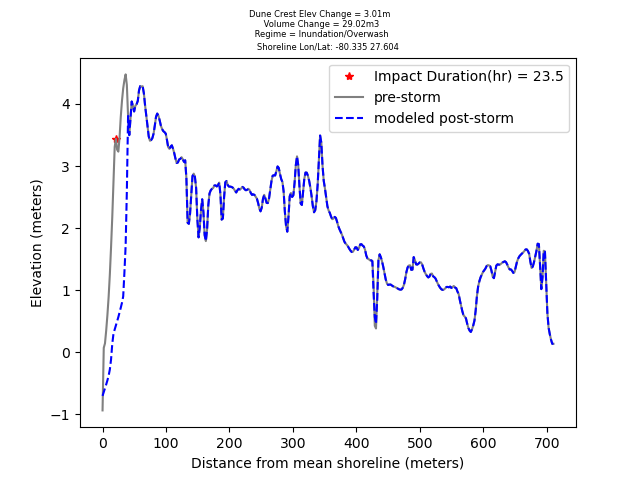 Dune Crest Elev Change = 3.01m
Volume Change = 29.02m3
Regime = Inundation/Overwash
Shoreline Lon/Lat: -80.335 27.604
Impact Duration(hr) = 23.5
pre-storm
modeled post-storm
Elevation (meters)
4
3
2
1
0
−1
0 100 200 300 400 500 600 700
Distance from mean shoreline (meters)